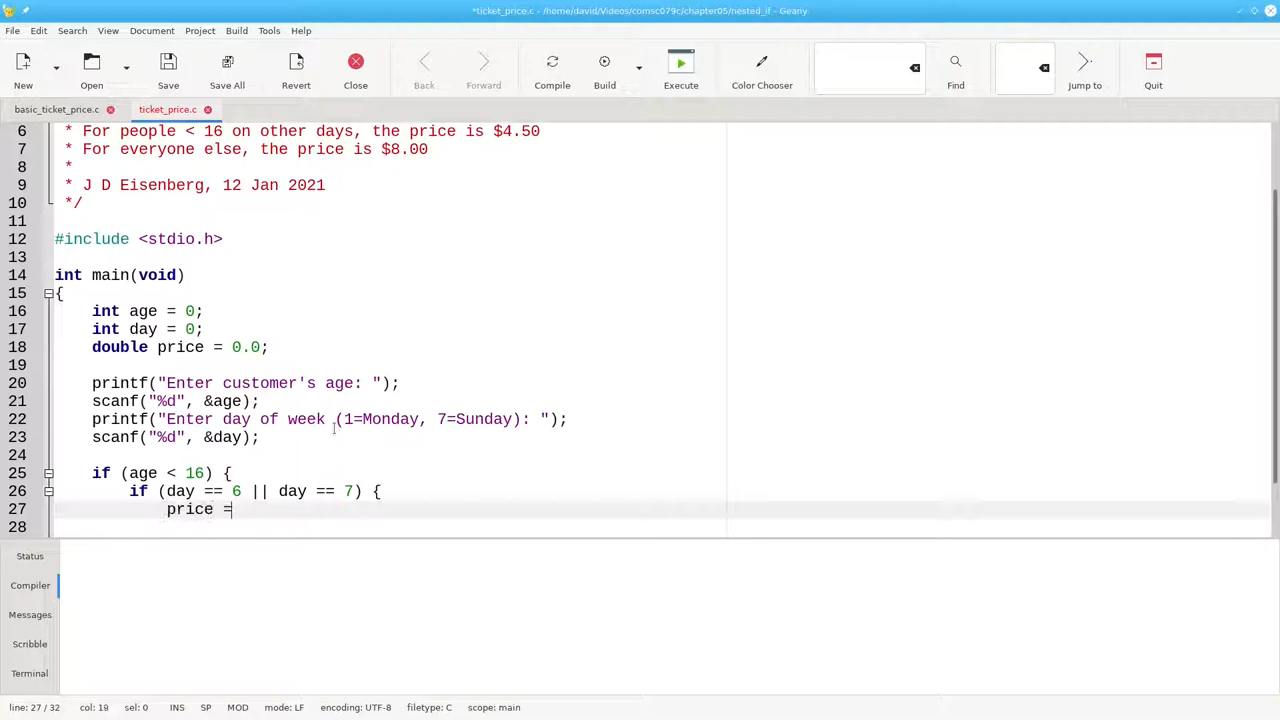 *ticket_price.c - /home/david/Videos/comsc079c/chapter05/nested_if - Geany
File Edit Search View Document Project Build Tools Help
New Open Save Save All Revert Close Back Forward Compile Build Execute Color Chooser Find Jump to Quit
basic_ticket_price.c ticket_price.c
6 * For people < 16 on other days, the price is $4.50
7 * For everyone else, the price is $8.00
8 *
9 * J D Eisenberg, 12 Jan 2021
10 */
11
12 #include <stdio.h>
13
14 int main(void)
15 {
16 int age = 0;
17 int day = 0;
18 double price = 0.0;
19
20 printf("Enter customer's age: ");
21 scanf("%d", &age);
22 printf("Enter day of week (1=Monday, 7=Sunday): ");
23 scanf("%d", &day);
24
25 if (age < 16) {
26 if (day == 6 || day == 7) {
27 price =
28
Status
Compiler
Messages
Scribble
Terminal
line: 27 / 32 col: 19 sel: 0 INS SP MOD mode: LF encoding: UTF-8 filetype: C scope: main